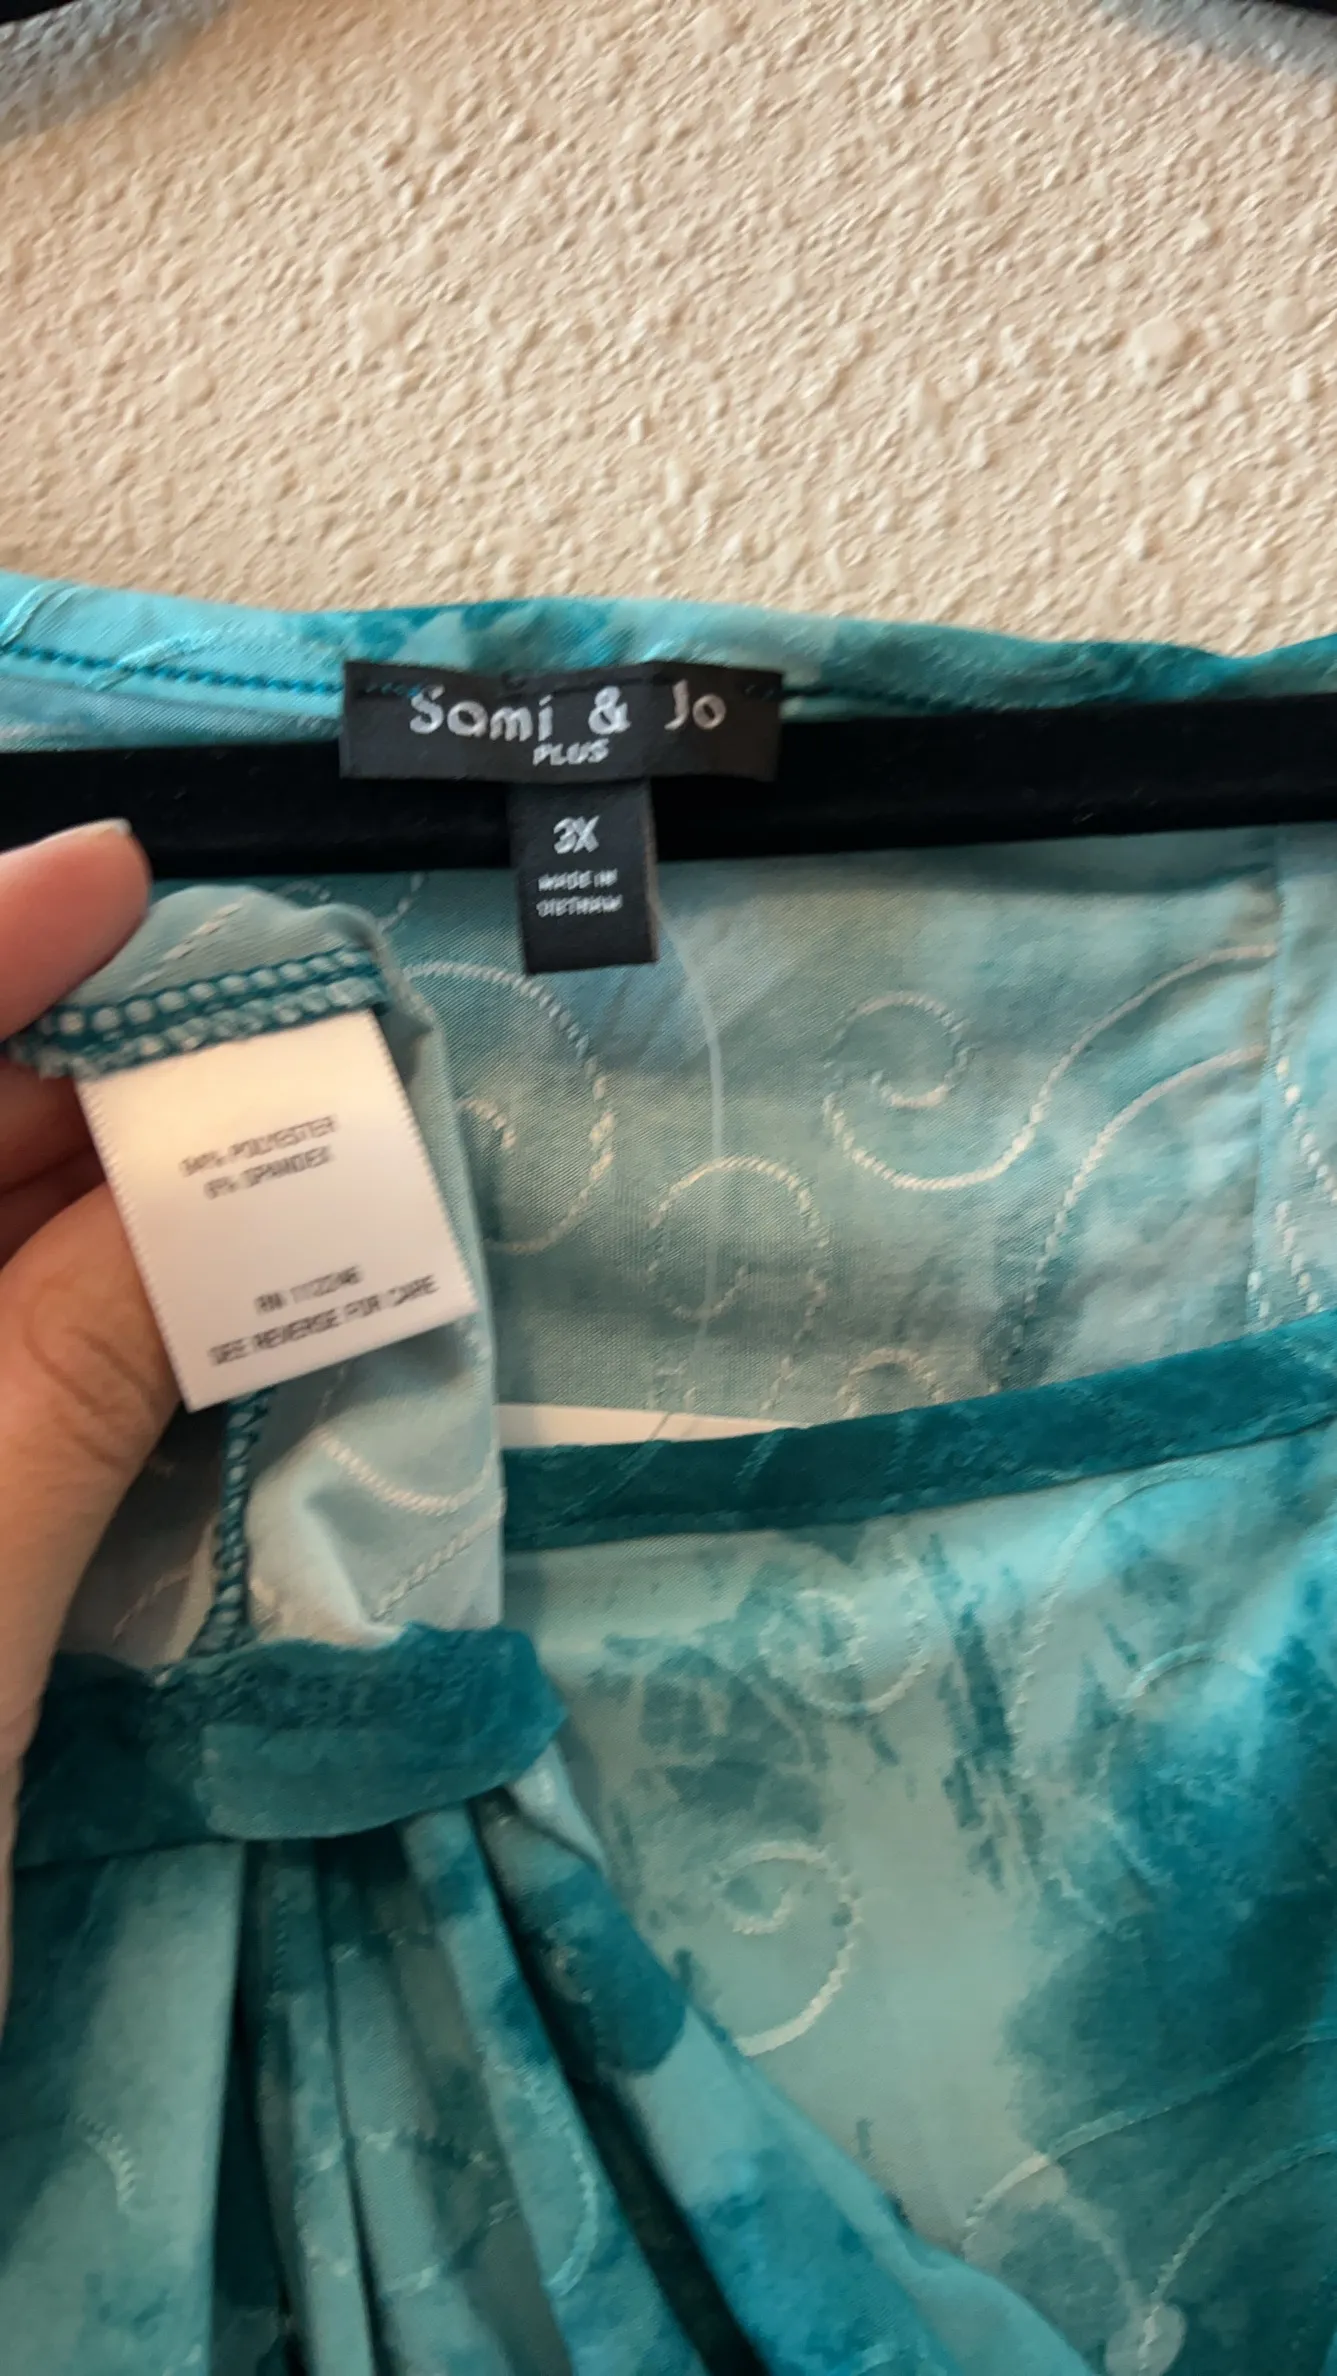 Sami & Jo
PLUS
3X
MADE IN
VIETNAM
94% POLYESTER
6% SPANDEX
RN 112246
SEE REVERSE FOR CARE